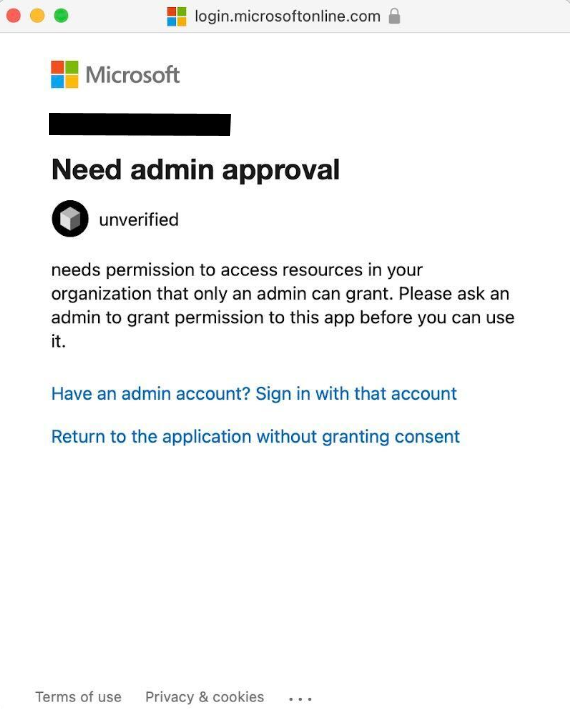 login.microsoftonline.com
Microsoft
Need admin approval
unverified
needs permission to access resources in your
organization that only an admin can grant. Please ask an
admin to grant permission to this app before you can use
it.
Have an admin account? Sign in with that account
Return to the application without granting consent
Terms of use Privacy & cookies ...